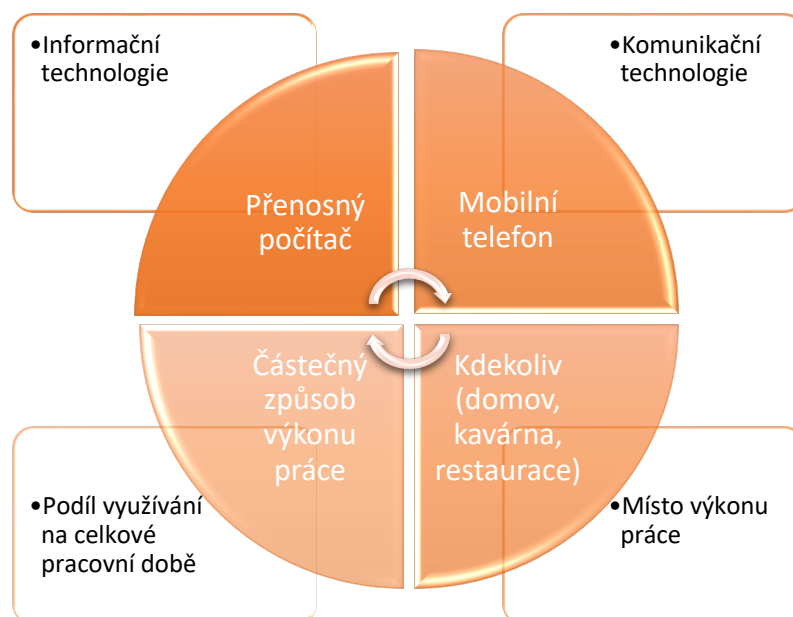 •Informační
technologie
•Komunikační
technologie
Přenosný
počítač
Mobilní
telefon
Částečný
způsob
výkonu
práce
Kdekoliv
(domov,
kavárna,
restaurace)
•Podíl využívání
na celkové
pracovní době
•Místo výkonu
práce